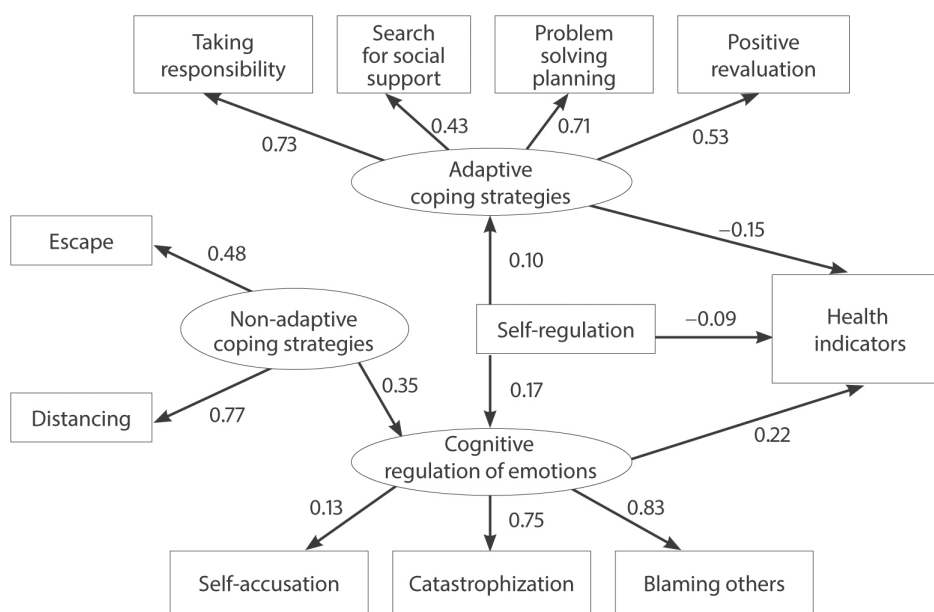 Taking
responsibility
Search
for social
support
Problem
solving
planning
Positive
revaluation
0.73
0.43
0.71
0.53
Adaptive
coping strategies
Escape
0.48
−0.15
0.10
Non-adaptive
coping strategies
Self-regulation
−0.09
Health
indicators
Distancing
0.77
0.35
0.17
Cognitive
regulation of emotions
0.22
0.13
0.75
0.83
Self-accusation
Catastrophization
Blaming others